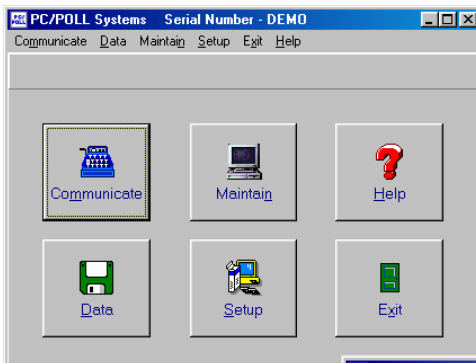 PC/POLL Systems Serial Number - DEMO
Communicate Data Maintain Setup Exit Help
Communicate Maintain Help
Data Setup Exit